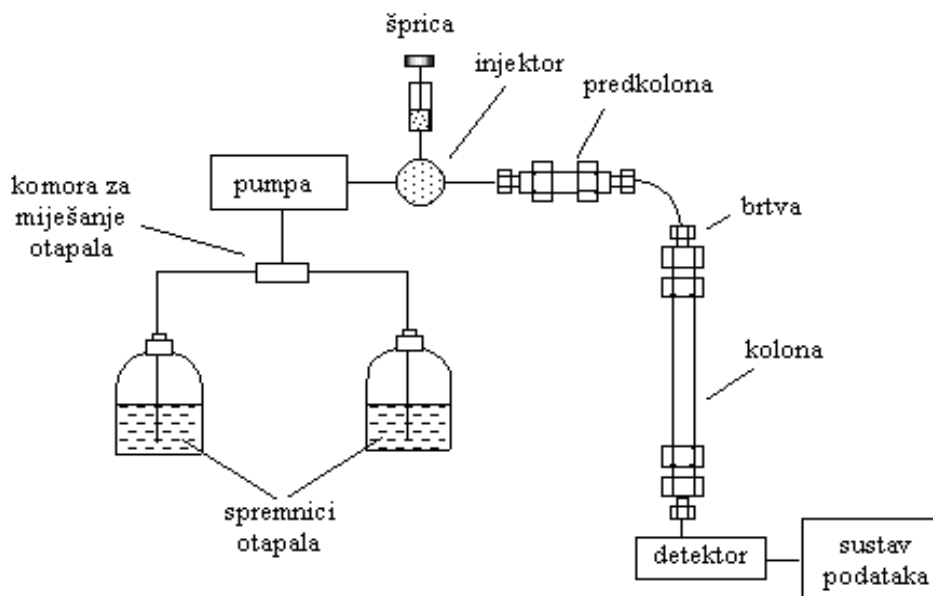 šprica
injektor
predkolona
pumpa
komora za
miješanje
otapala
brtva
kolona
spremnici
otapala
detektor
sustav
podataka